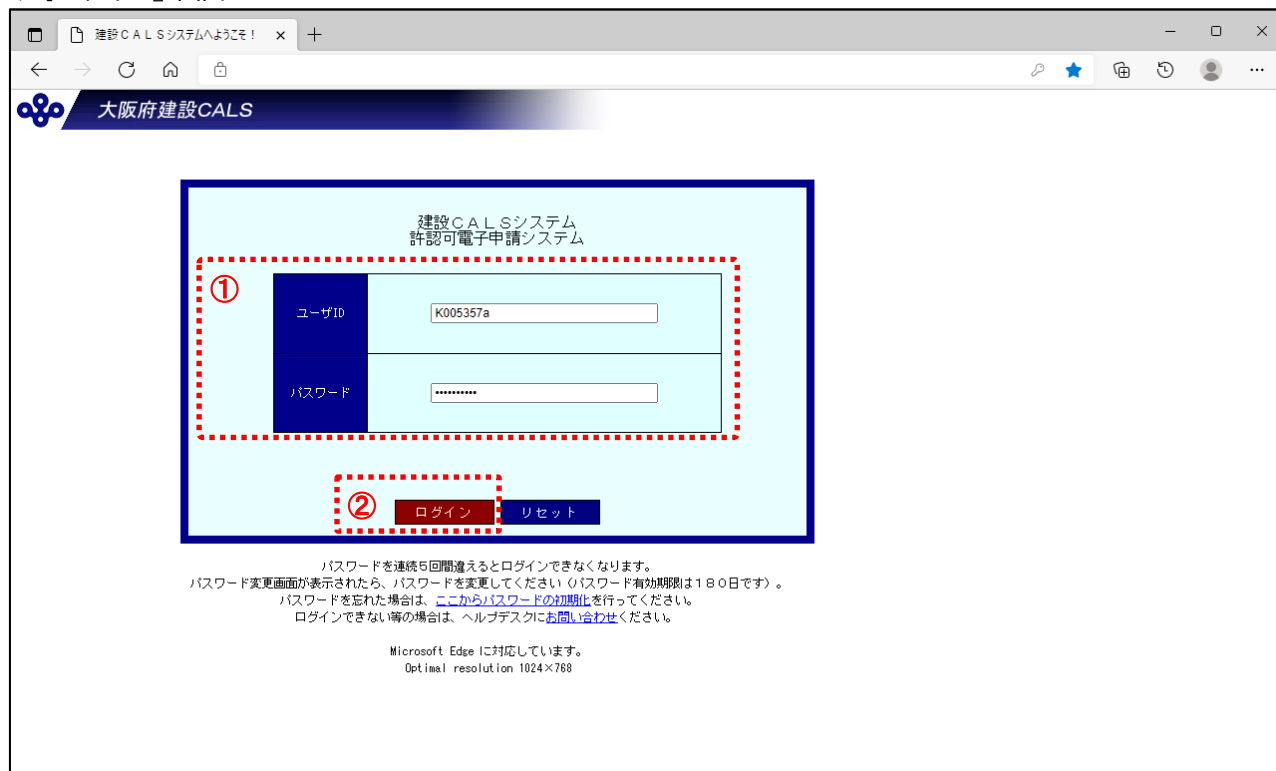 建設ＣＡＬＳシステムへようこそ！
大阪府建設CALS
建設ＣＡＬＳシステム
許認可電子申請システム
①
ユーザID
K005357a
パスワード
••••••••••
②
ログイン
リセット
パスワードを連続５回間違えるとログインできなくなります。
パスワード変更画面が表示されたら、パスワードを変更してください（パスワード有効期限は１８０日です）。
パスワードを忘れた場合は、ここからパスワードの初期化を行ってください。
ログインできない等の場合は、ヘルプデスクにお問い合わせください。
Microsoft Edge に対応しています。
Optimal resolution 1024×768